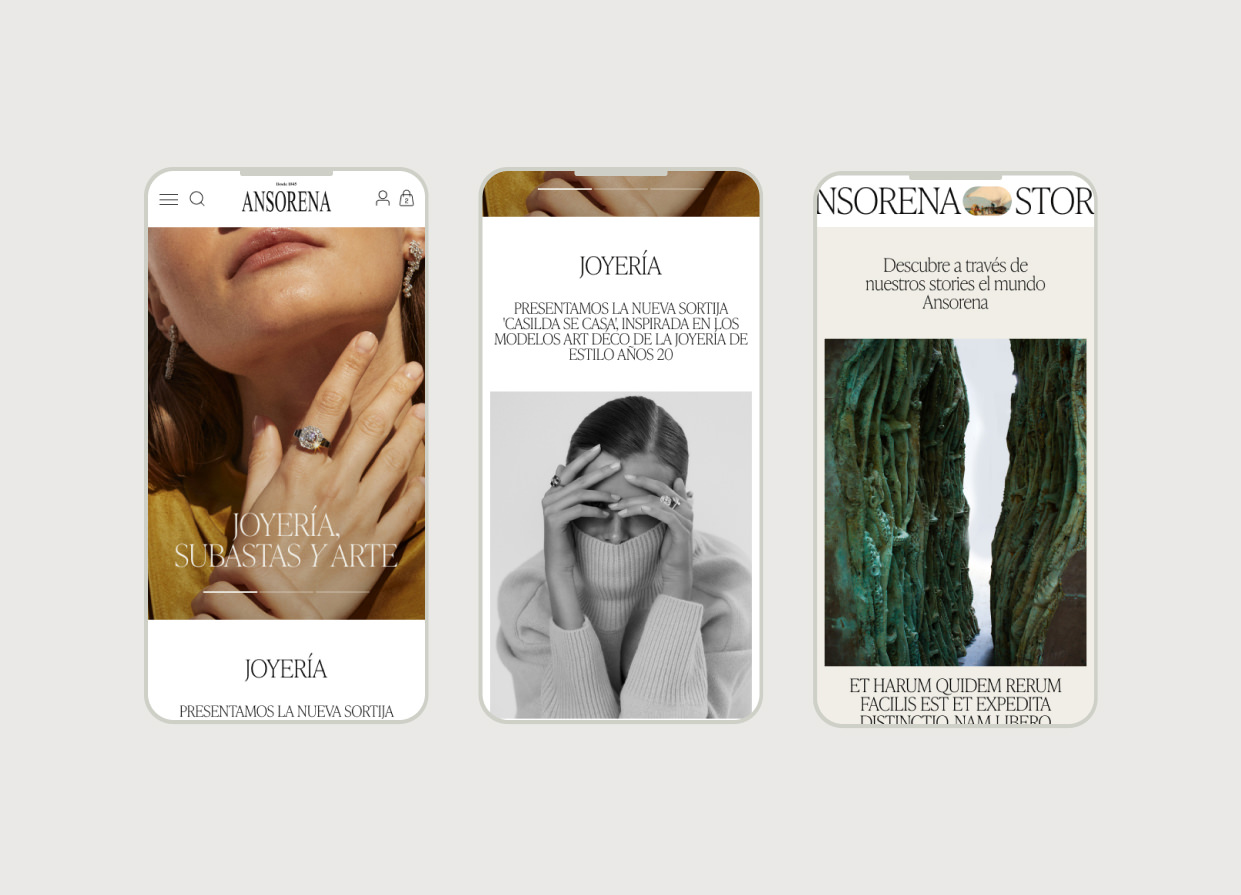 Desde 1845
ANSORENA
2
JOYERÍA,
SUBASTAS Y ARTE
JOYERÍA
PRESENTAMOS LA NUEVA SORTIJA
JOYERÍA
PRESENTAMOS LA NUEVA SORTIJA
'CASILDA SE CASA', INSPIRADA EN LOS
MODELOS ART DÉCO DE LA JOYERÍA DE
ESTILO AÑOS 20
NSORENA STOR
Descubre a través de
nuestros stories el mundo
Ansorena
ET HARUM QUIDEM RERUM
FACILIS EST ET EXPEDITA
DISTINCTIO. NAM LIBERO